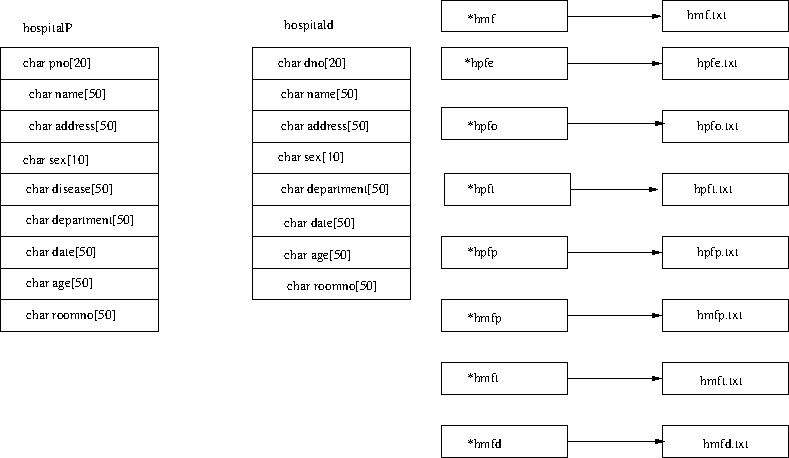 hospitalP
char pno[20]
char name[50]
char address[50]
char sex[10]
char disease[50]
char department[50]
char date[50]
char age[50]
char roomno[50]
hospitald
char dno[20]
char name[50]
char address[50]
char sex[10]
char department[50]
char date[50]
char age[50]
char roomno[50]
*hmf
hmf.txt
*hpfe
hpfe.txt
*hpfo
hpfo.txt
*hpft
hpft.txt
*hpfp
hpfp.txt
*hmfp
hmfp.txt
*hmft
hmft.txt
*hmfd
hmfd.txt